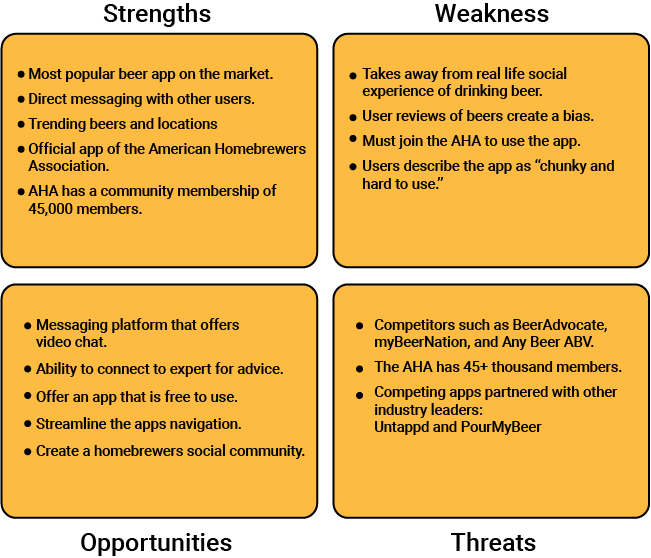 Strengths
• Most popular beer app on the market.
• Direct messaging with other users.
• Trending beers and locations
• Official app of the American Homebrewers
Association.
• AHA has a community membership of
45,000 members.
Weakness
• Takes away from real life social
experience of drinking beer.
• User reviews of beers create a bias.
• Must join the AHA to use the app.
• Users describe the app as “chunky and
hard to use.”
• Messaging platform that offers
video chat.
• Ability to connect to expert for advice.
• Offer an app that is free to use.
• Streamline the apps navigation.
• Create a homebrewers social community.
Opportunities
• Competitors such as BeerAdvocate,
myBeerNation, and Any Beer ABV.
• The AHA has 45+ thousand members.
• Competing apps partnered with other
industry leaders:
Untappd and PourMyBeer
Threats